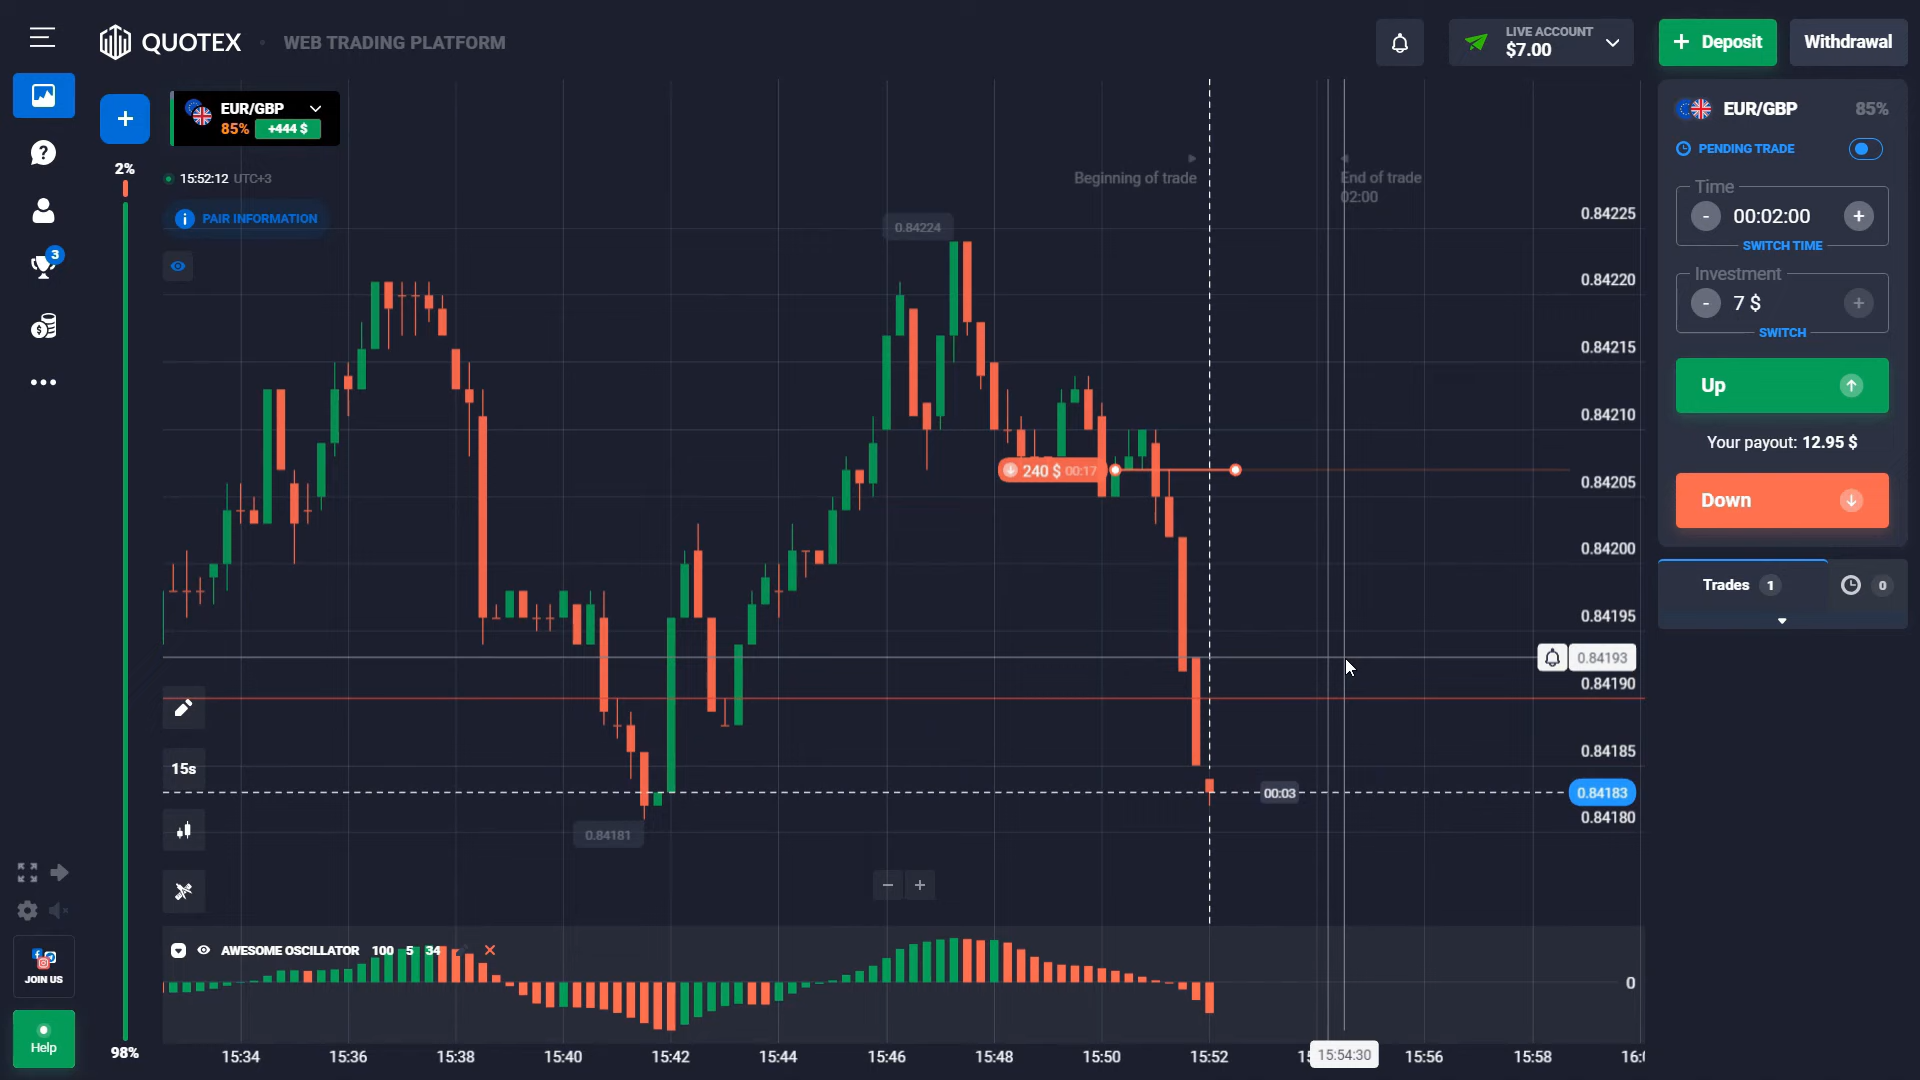 QUOTEX
WEB TRADING PLATFORM
LIVE ACCOUNT
$7.00
+ Deposit
Withdrawal
EUR/GBP
85%
+444 $
2%
15:52:12 UTC+3
PAIR INFORMATION
Beginning of trade
End of trade
02:00
0.84224
240 $ 00:17
0.84181
00:03
0.84225
0.84220
0.84215
0.84210
0.84205
0.84200
0.84195
0.84193
0.84190
0.84185
0.84183
0.84180
EUR/GBP 85%
PENDING TRADE
Time
- 00:02:00 +
SWITCH TIME
Investment
- 7 $ +
SWITCH
Up
Your payout: 12.95 $
Down
Trades 1
0
3
15s
JOIN US
Help
98%
AWESOME OSCILLATOR 100 5 34
0
15:34 15:36 15:38 15:40 15:42 15:44 15:46 15:48 15:50 15:52 15:54:30 15:56 15:58